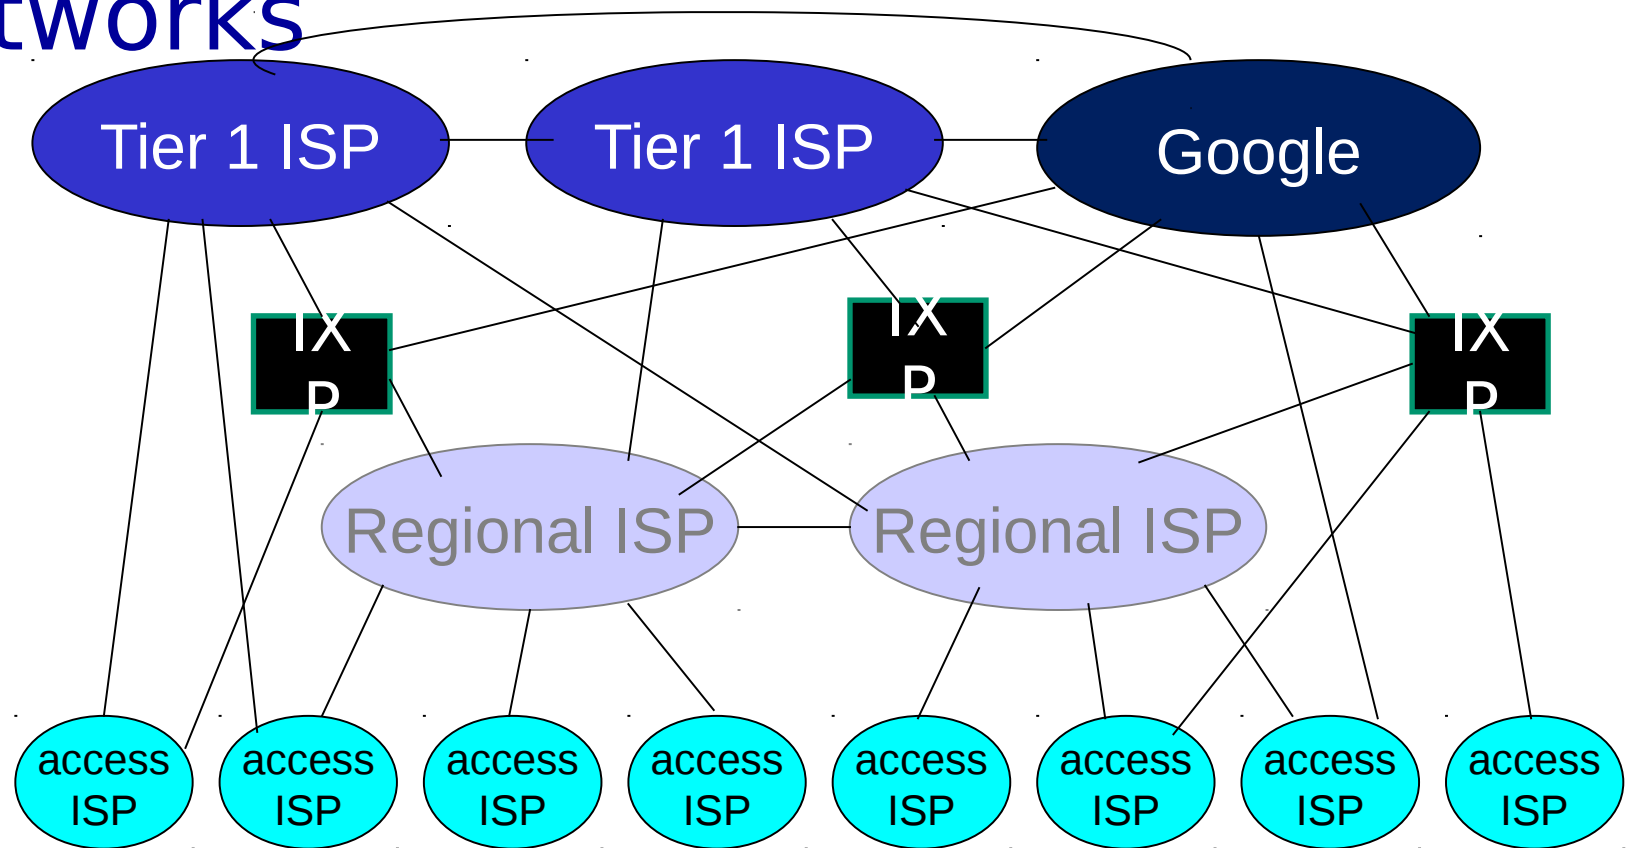 tworks
Tier 1 ISP
Tier 1 ISP
Google
IX
P
IX
P
IX
P
Regional ISP
Regional ISP
access
ISP
access
ISP
access
ISP
access
ISP
access
ISP
access
ISP
access
ISP
access
ISP